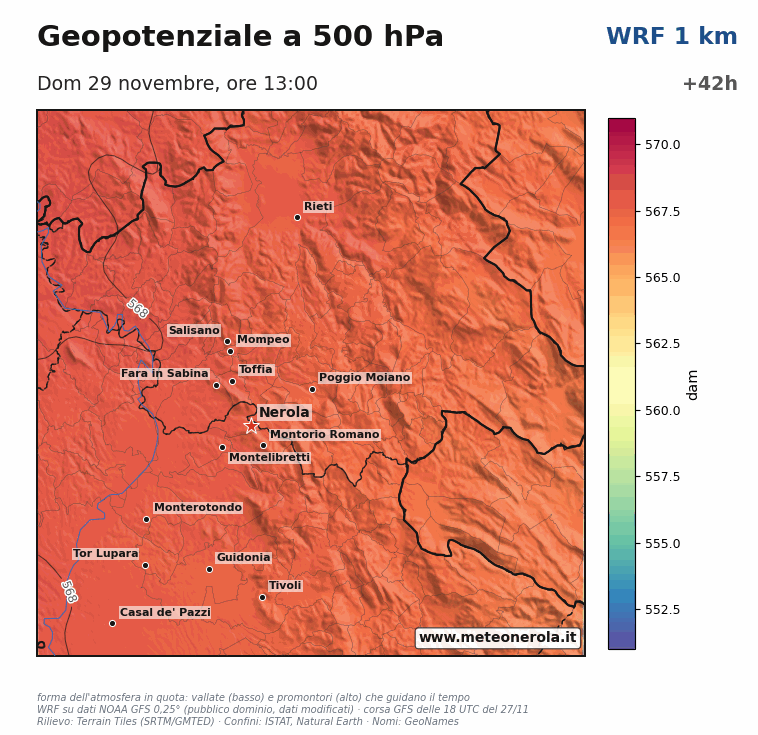 Geopotenziale a 500 hPa
WRF 1 km
Dom 29 novembre, ore 13:00
+42h
Rieti
568
Salisano
Mompeo
Toffia
Fara in Sabina
Poggio Moiano
Nerola
Montorio Romano
Montelibretti
Monterotondo
Tor Lupara
Guidonia
Tivoli
568
Casal de' Pazzi
www.meteonerola.it
570.0
567.5
565.0
562.5
560.0
557.5
555.0
552.5
dam
forma dell'atmosfera in quota: vallate (basso) e promontori (alto) che guidano il tempo
WRF su dati NOAA GFS 0,25° (pubblico dominio, dati modificati) · corsa GFS delle 18 UTC del 27/11
Rilievo: Terrain Tiles (SRTM/GMTED) · Confini: ISTAT, Natural Earth · Nomi: GeoNames